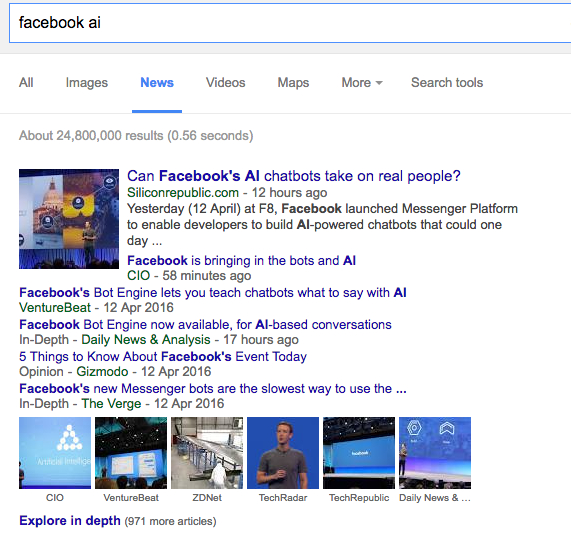 facebook ai
All Images News Videos Maps More Search tools
About 24,800,000 results (0.56 seconds)
Can Facebook's AI chatbots take on real people?
Siliconrepublic.com - 12 hours ago
Yesterday (12 April) at F8, Facebook launched Messenger Platform
to enable developers to build AI-powered chatbots that could one
day ...
Facebook is bringing in the bots and AI
CIO - 58 minutes ago
Facebook's Bot Engine lets you teach chatbots what to say with AI
VentureBeat - 12 Apr 2016
Facebook Bot Engine now available, for AI-based conversations
In-Depth - Daily News & Analysis - 17 hours ago
5 Things to Know About Facebook's Event Today
Opinion - Gizmodo - 12 Apr 2016
Facebook's new Messenger bots are the slowest way to use the ...
In-Depth - The Verge - 12 Apr 2016
Artificial Intellige
facebook
CIO VentureBeat ZDNet TechRadar TechRepublic Daily News & ...
Explore in depth (971 more articles)